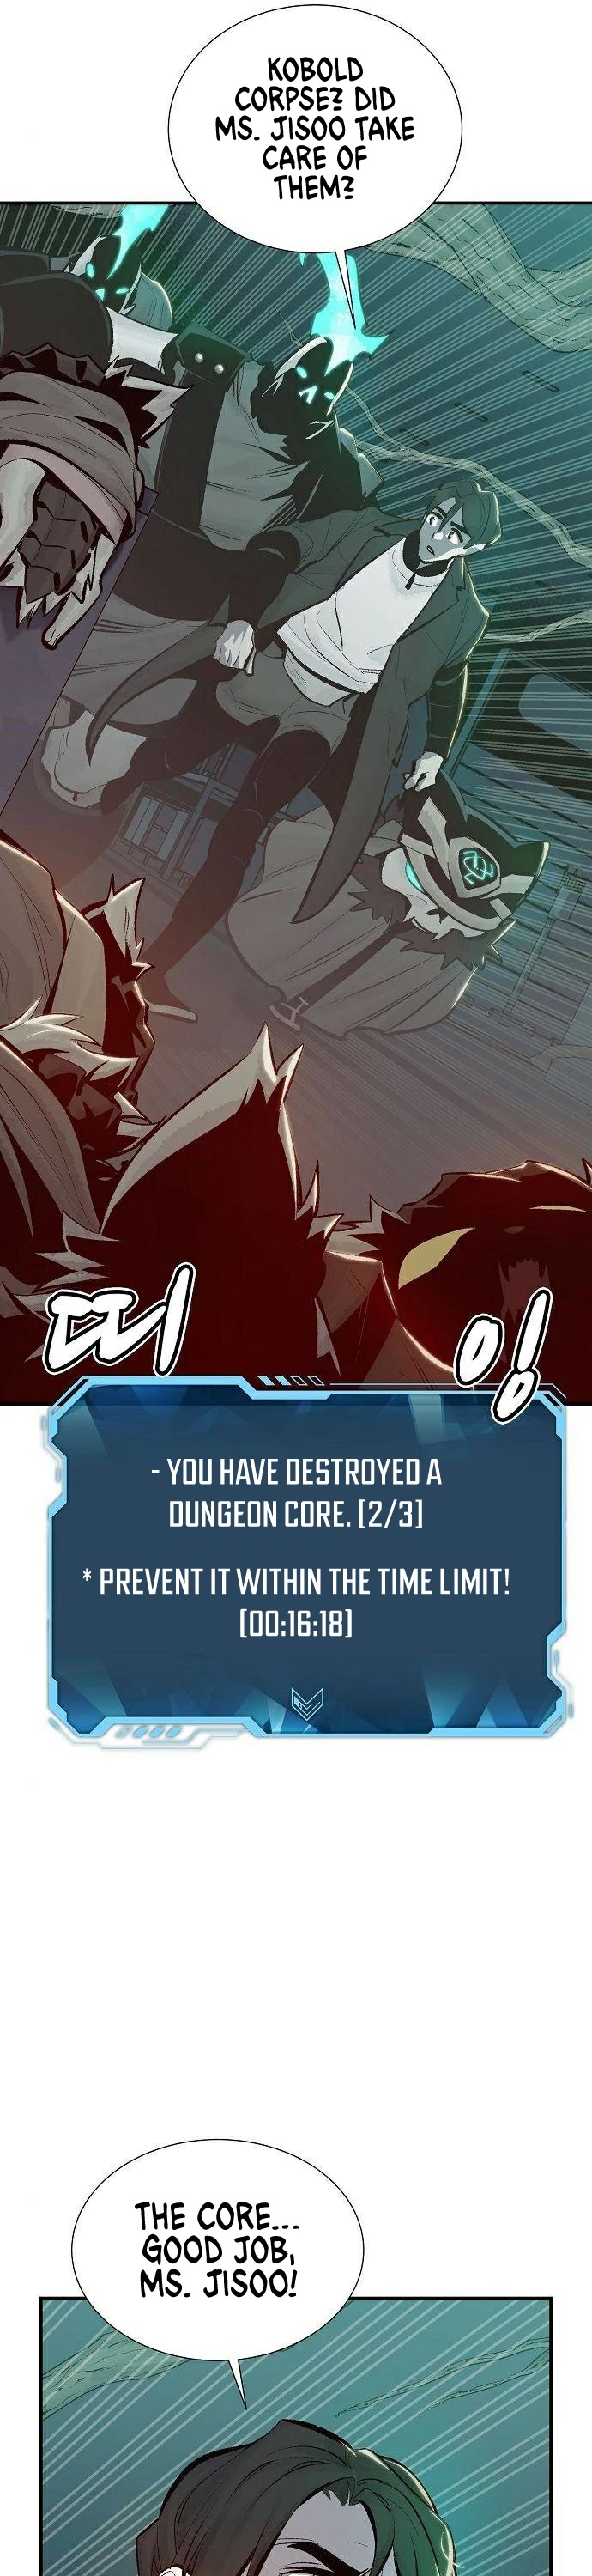 KOBOLD
CORPSE? DID
MS. JISOO TAKE
CARE OF
THEM?
띠 이!
- YOU HAVE DESTROYED A
DUNGEON CORE. [2/3]
* PREVENT IT WITHIN THE TIME LIMIT!
[00:16:18]
THE CORE...
GOOD JOB,
MS. JISOO!